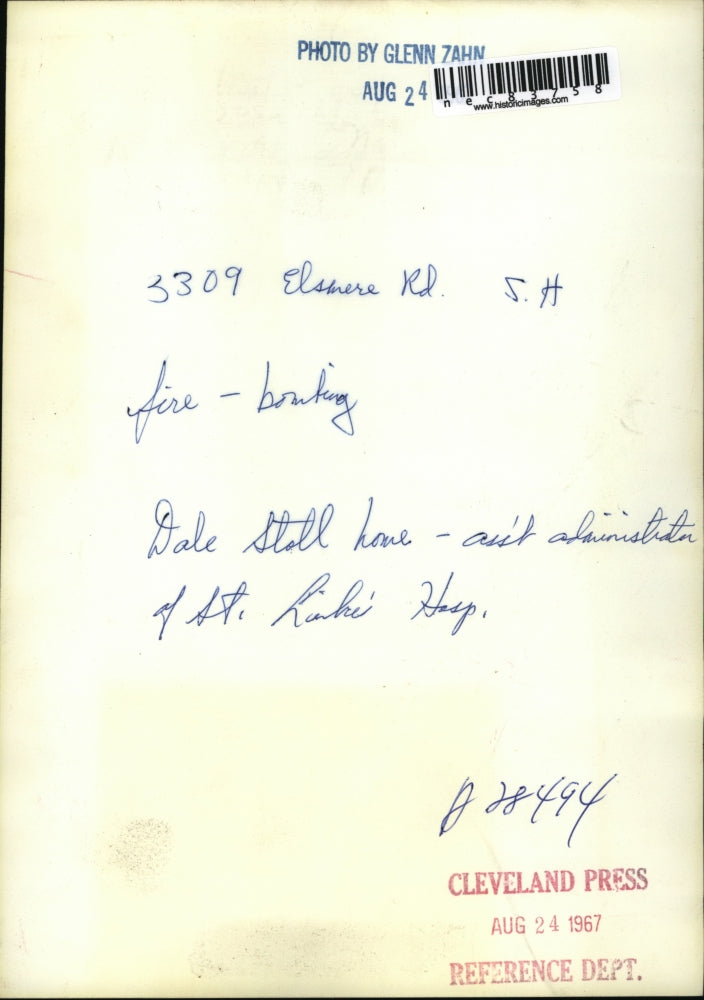 PHOTO BY GLENN ZAHN
AUG 24
nec83758
www.historicimages.com
3309 Elsmere Rd. S.H
fire - bombing
Dale Stoll home - ass't administrator
of St. Luke's Hosp.
28494
CLEVELAND PRESS
AUG 24 1967
REFERENCE DEPT.